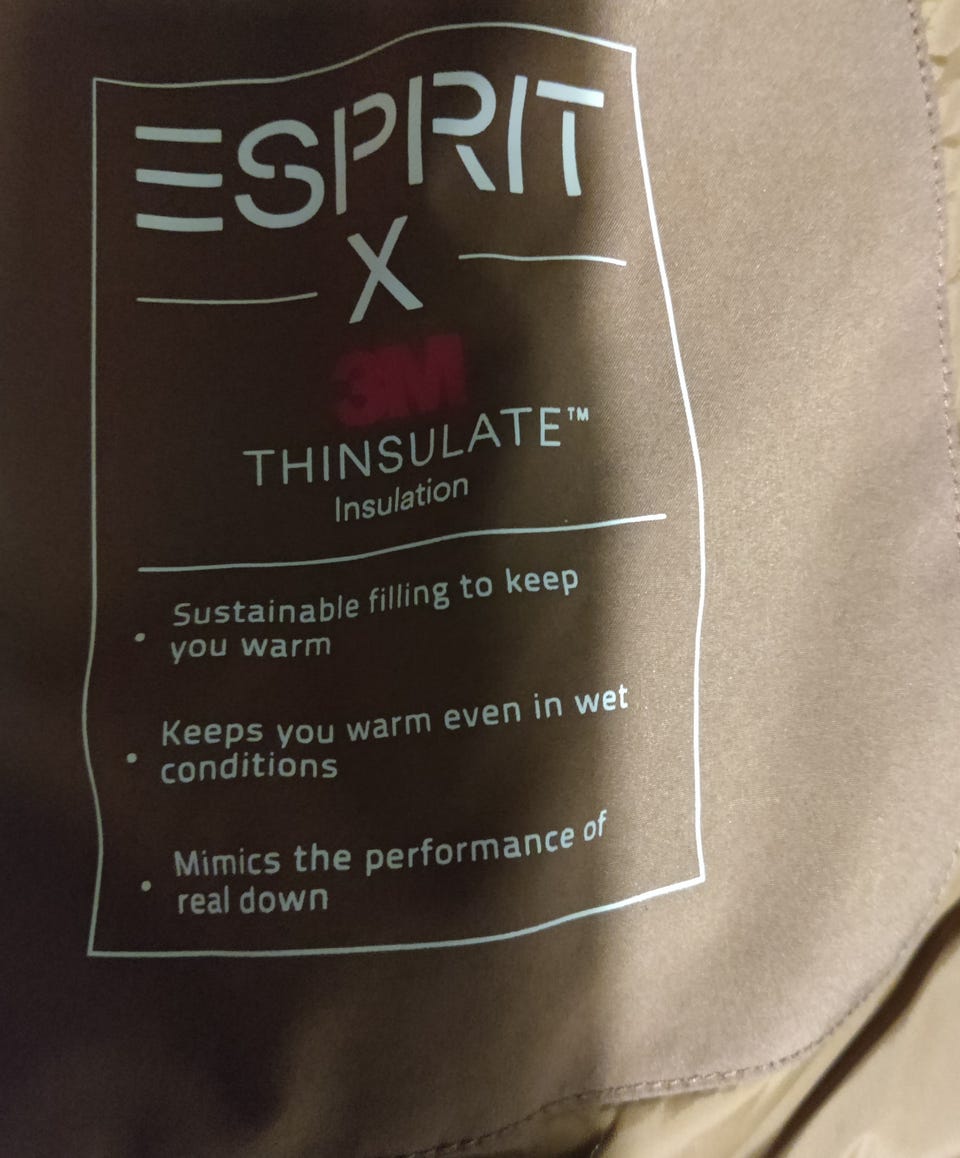 ESPRIT
X
3M
THINSULATE™
Insulation
• Sustainable filling to keep
you warm
• Keeps you warm even in wet
conditions
• Mimics the performance of
real down